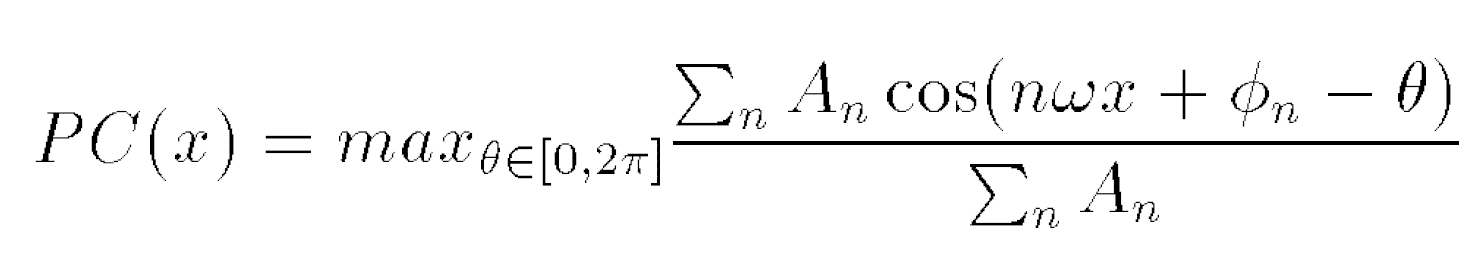 PC(x) = max_{θ∈[0,2π]} \frac{\sum_n A_n \cos(nωx + ϕ_n − θ)}{\sum_n A_n}